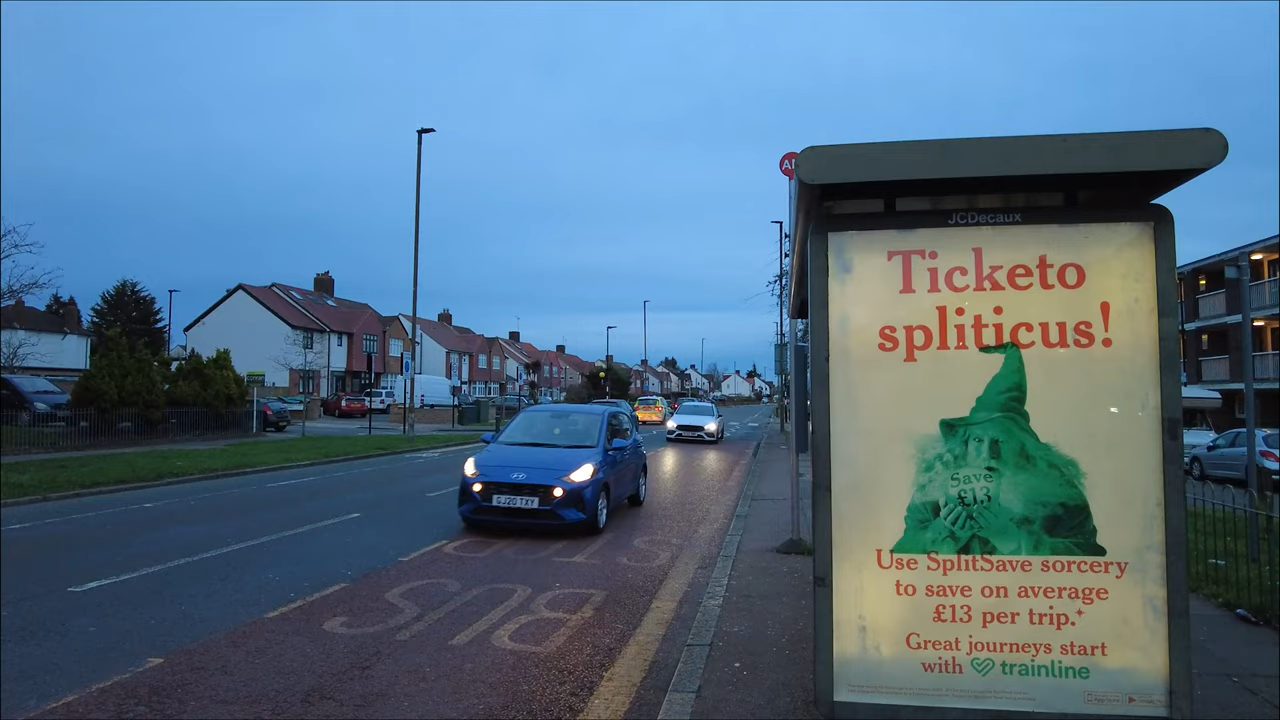 JCDecaux
Ticketo
spliticus!
Save
£13
Use SplitSave sorcery
to save on average
£13 per trip.✦
Great journeys start
with trainline
GJ20 TXY
BUS
STOP